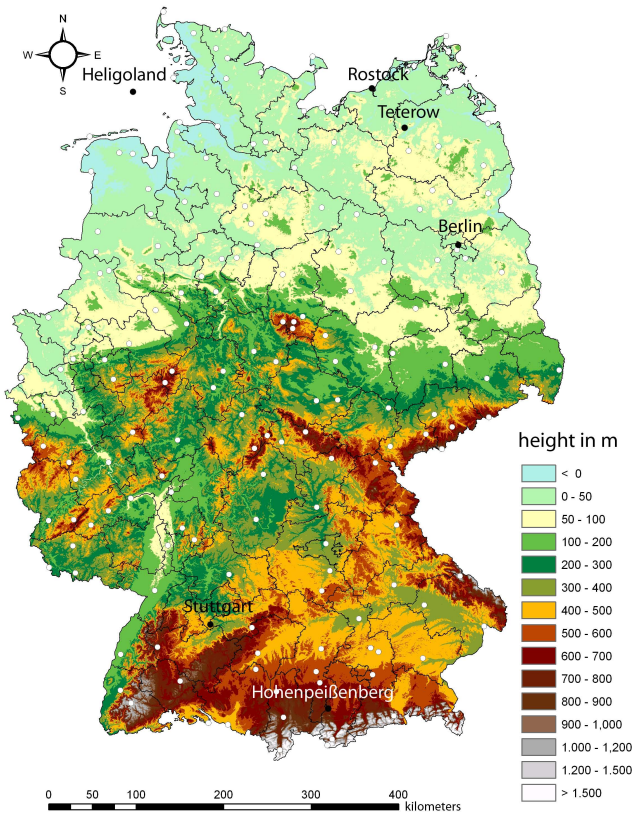 N
W E
S
Heligoland
Rostock
Teterow
Berlin
Stuttgart
Hohenpeißenberg
height in m
< 0
0 - 50
50 - 100
100 - 200
200 - 300
300 - 400
400 - 500
500 - 600
600 - 700
700 - 800
800 - 900
900 - 1,000
1.000 - 1,200
1.200 - 1.500
> 1.500
0 50 100 200 300 400
kilometers